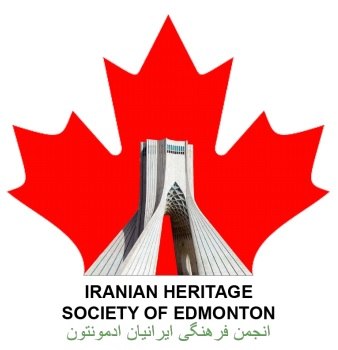 IRANIAN HERITAGE
SOCIETY OF EDMONTON
انجمن فرهنگی ایرانیان ادمونتون